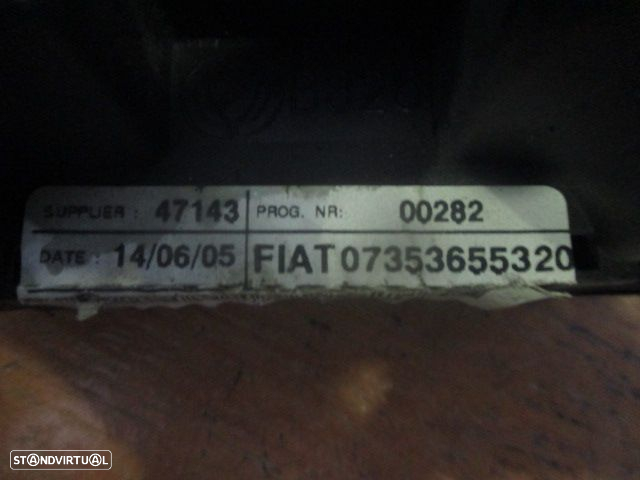 SUPPLIER : 47143 PROG. NR: 00282
DATE : 14/06/05 FIAT 07353655320
STANDVIRTUAL